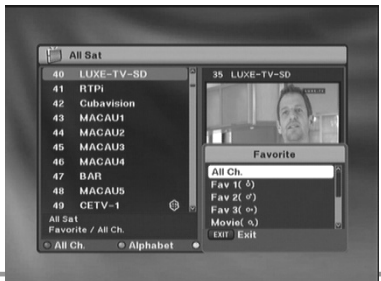 All Sat
40 LUXE-TV-SD
41 RTPi
42 Cubavision
43 MACAU1
44 MACAU2
45 MACAU3
46 MACAU4
47 BAR
48 MACAU5
49 CETV-1
All Sat
Favorite / All Ch.
All Ch. Alphabet
35 LUXE-TV-SD
Favorite
All Ch.
Fav 1(♂)
Fav 2(♂)
Fav 3( )
Movie( )
EXIT Exit